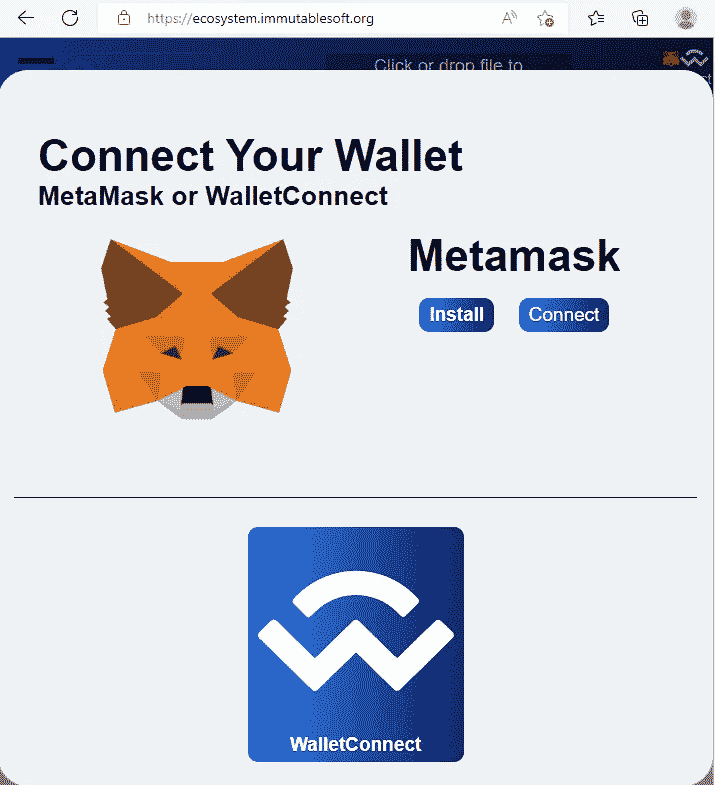 https://ecosystem.immutablesoft.org
Click or drop file to
Connect Your Wallet
MetaMask or WalletConnect
Metamask
Install Connect
WalletConnect